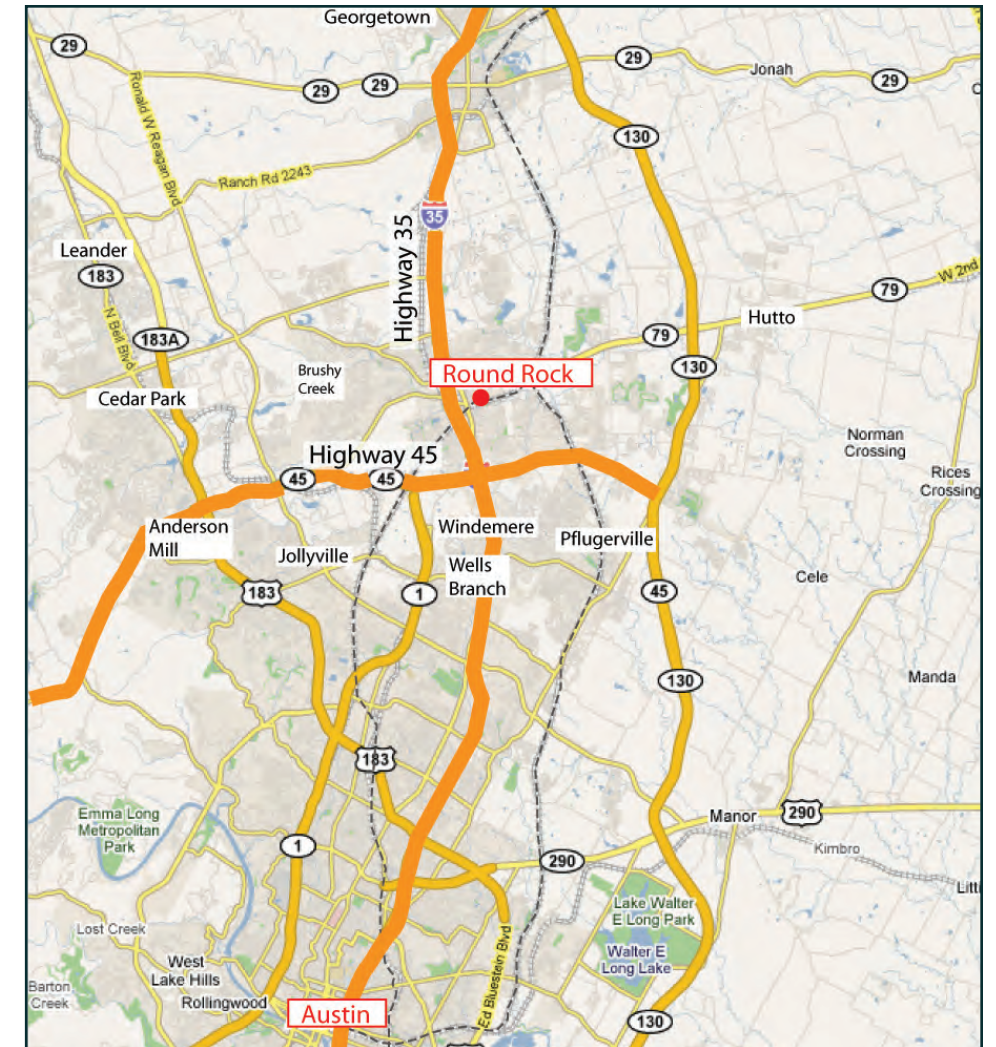 Georgetown
29
29
Jonah
29
29
29
130
Ronald W Reagan Blvd
Ranch Rd 2243
35
Highway 35
Leander
183
W 2nd
79
Hutto
79
N Bell Blvd
183A
130
Round Rock
Brushy
Creek
Cedar Park
Norman
Crossing
Highway 45
45
45
Rices
Crossing
Anderson
Mill
Windemere
Pflugerville
Jollyville
Wells
Branch
Cele
183
1
45
130
Manda
183
Emma Long
Metropolitan
Park
Manor
290
1
Kimbro
290
Lake Walter
E Long Park
Lost Creek
Walter E
Long Lake
West
Lake Hills
Ed Bluestein Blvd
Barton
Creek
Rollingwood
Austin
130